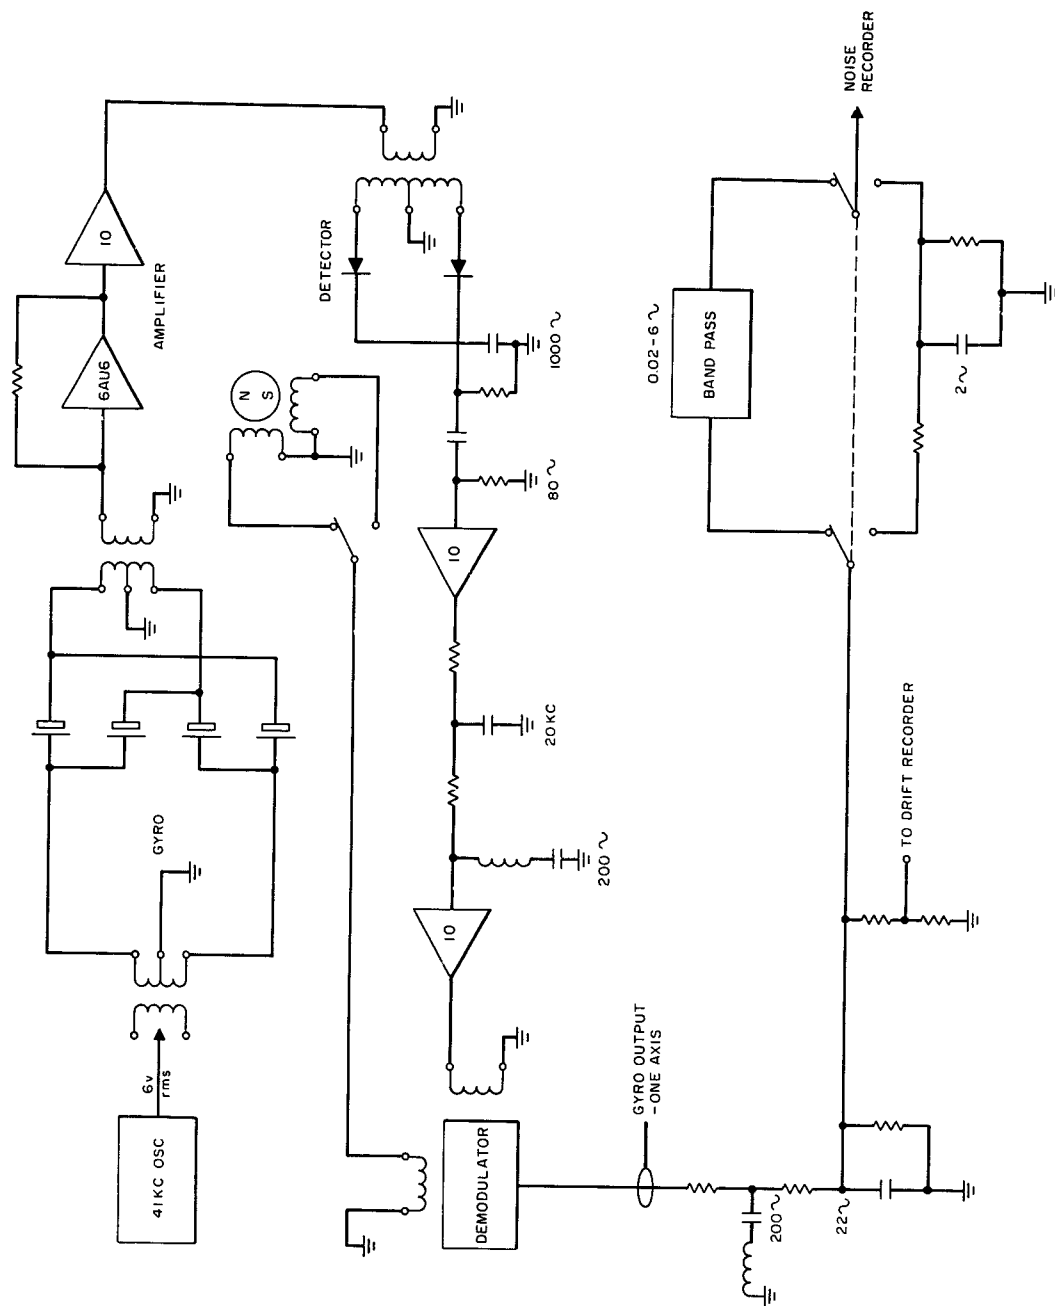 41KC OSC
6v
rms
GYRO
6AU6
10
AMPLIFIER
DETECTOR
N
S
1000~
80~
10
20KC
200~
10
DEMODULATOR
GYRO OUTPUT
-ONE AXIS
200~
22~
TO DRIFT RECORDER
0.02-6~
BAND PASS
2~
NOISE
RECORDER